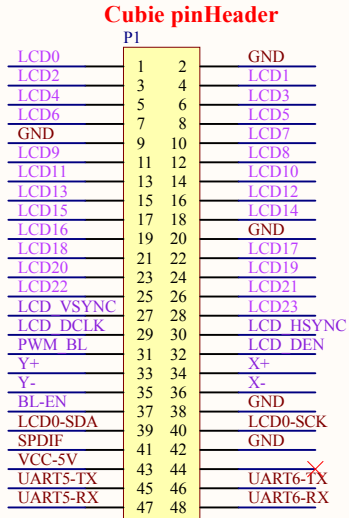 Cubie pinHeader
P1
LCD0 1 2 GND
LCD2 3 4 LCD1
LCD4 5 6 LCD3
LCD6 7 8 LCD5
GND 9 10 LCD7
LCD9 11 12 LCD8
LCD11 13 14 LCD10
LCD13 15 16 LCD12
LCD15 17 18 LCD14
LCD16 19 20 GND
LCD18 21 22 LCD17
LCD20 23 24 LCD19
LCD22 25 26 LCD21
LCD_VSYNC 27 28 LCD23
LCD_DCLK 29 30 LCD_HSYNC
PWM_BL 31 32 LCD_DEN
Y+ 33 34 X+
Y- 35 36 X-
BL-EN 37 38 GND
LCD0-SDA 39 40 LCD0-SCK
SPDIF 41 42 GND
VCC-5V 43 44
UART5-TX 45 46 UART6-TX
UART5-RX 47 48 UART6-RX